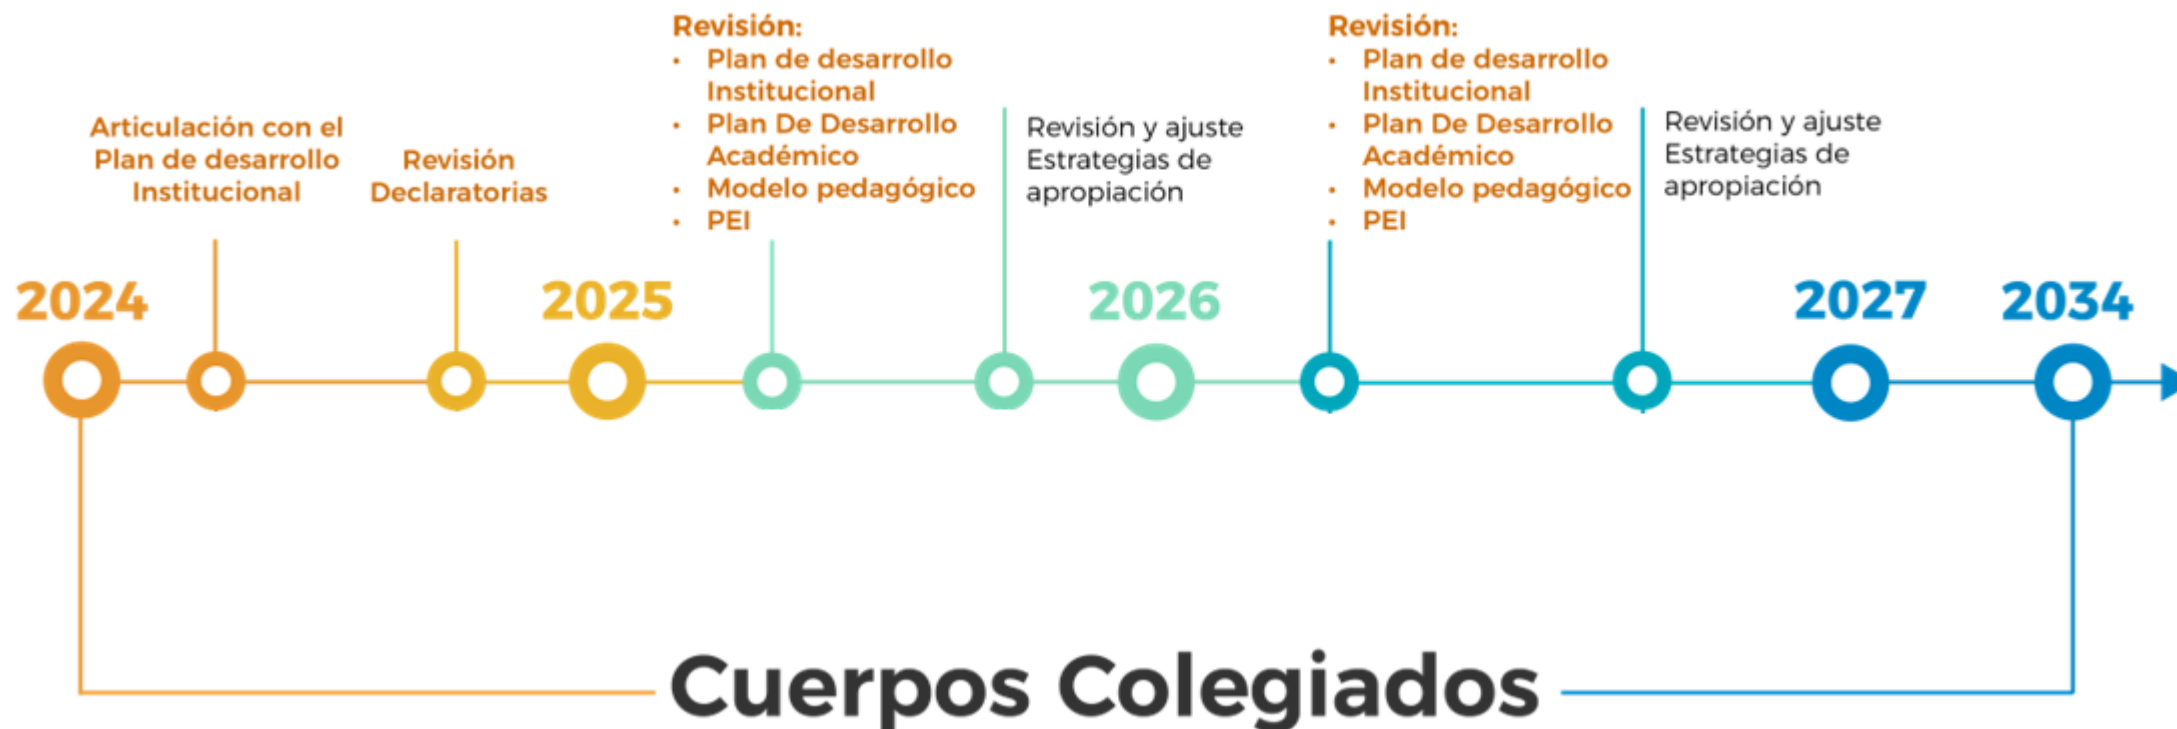 Articulación con el
Plan de desarrollo
Institucional
Revisión
Declaratorias
Revisión:
• Plan de desarrollo
Institucional
• Plan De Desarrollo
Académico
• Modelo pedagógico
• PEI
Revisión y ajuste
Estrategias de
apropiación
Revisión:
• Plan de desarrollo
Institucional
• Plan De Desarrollo
Académico
• Modelo pedagógico
• PEI
Revisión y ajuste
Estrategias de
apropiación
2024 2025 2026 2027 2034
Cuerpos Colegiados